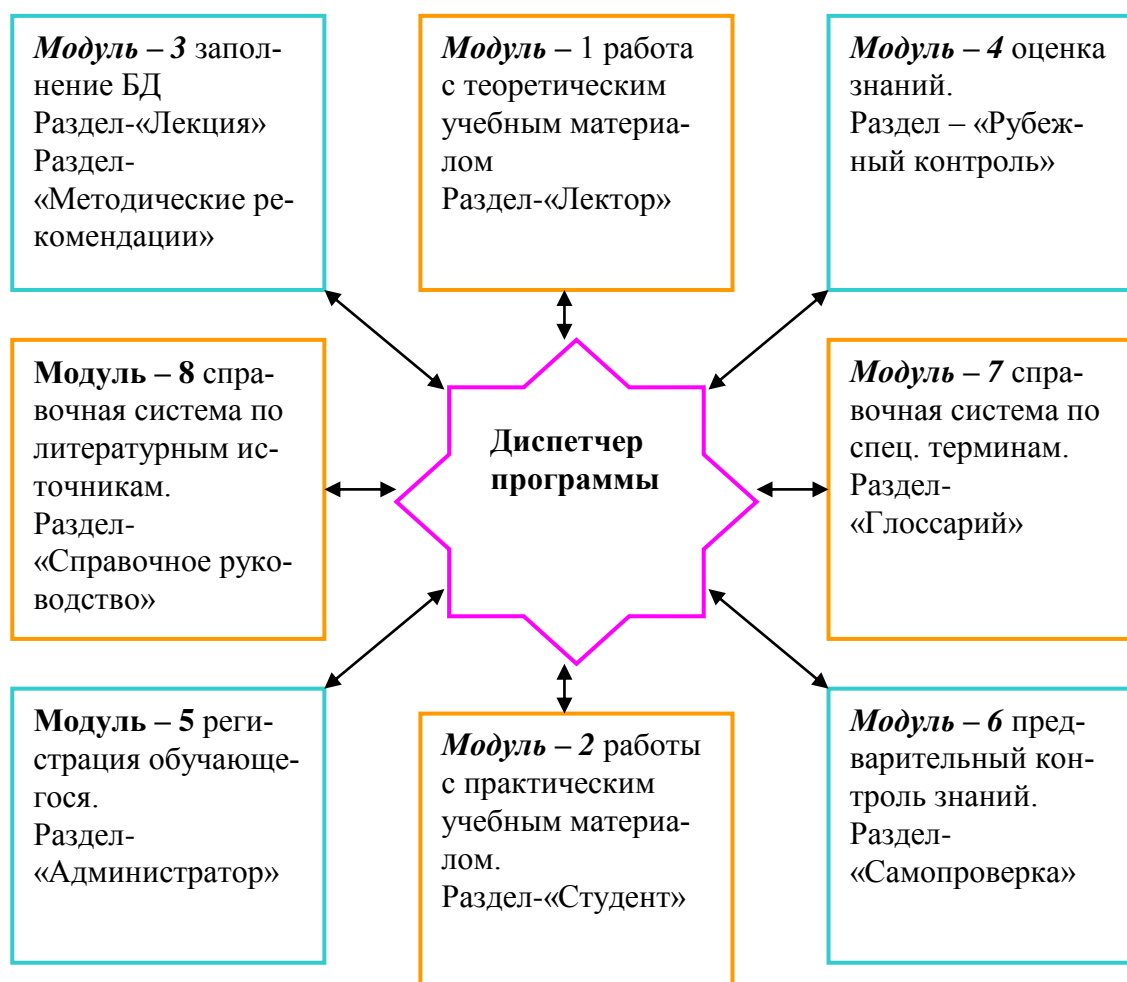 Модуль – 3 запол-
нение БД
Раздел-«Лекция»
Раздел-
«Методические ре-
комендации»
Модуль – 1 работа
с теоретическим
учебным материа-
лом
Раздел-«Лектор»
Модуль – 4 оценка
знаний.
Раздел – «Рубеж-
ный контроль»
Модуль – 8 спра-
вочная система по
литературным ис-
точникам.
Раздел-
«Справочное руко-
водство»
Диспетчер
программы
Модуль – 7 спра-
вочная система по
спец. терминам.
Раздел-
«Глоссарий»
Модуль – 5 реги-
страция обучающе-
гося.
Раздел-
«Администратор»
Модуль – 2 работы
с практическим
учебным материа-
лом.
Раздел-«Студент»
Модуль – 6 пред-
варительный кон-
троль знаний.
Раздел-
«Самопроверка»